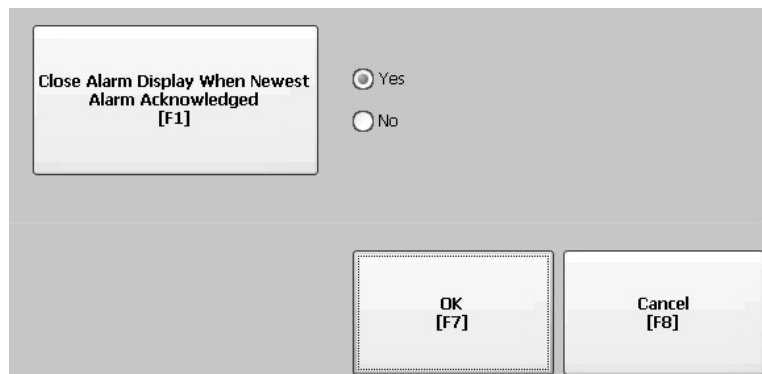 Close Alarm Display When Newest
Alarm Acknowledged
[F1]
Yes
No
OK
[F7]
Cancel
[F8]